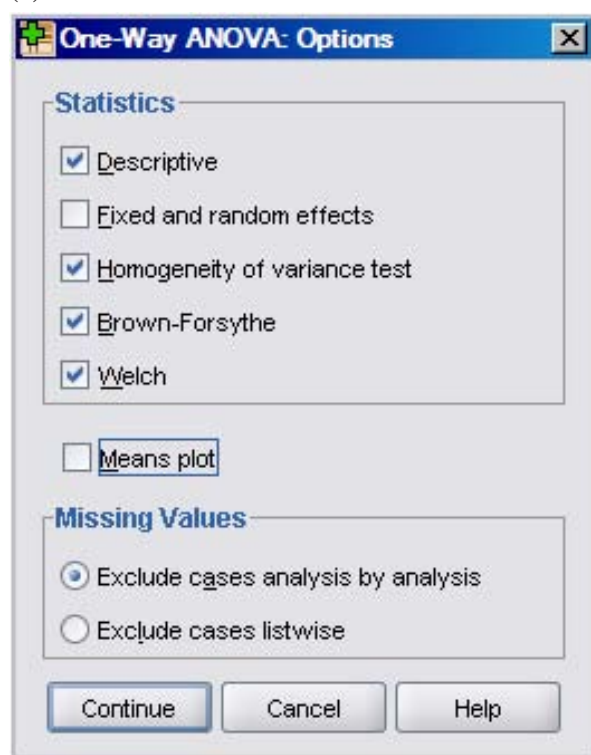 One-Way ANOVA: Options
Statistics
Descriptive
Fixed and random effects
Homogeneity of variance test
Brown-Forsythe
Welch
Means plot
Missing Values
Exclude cases analysis by analysis
Exclude cases listwise
Continue Cancel Help